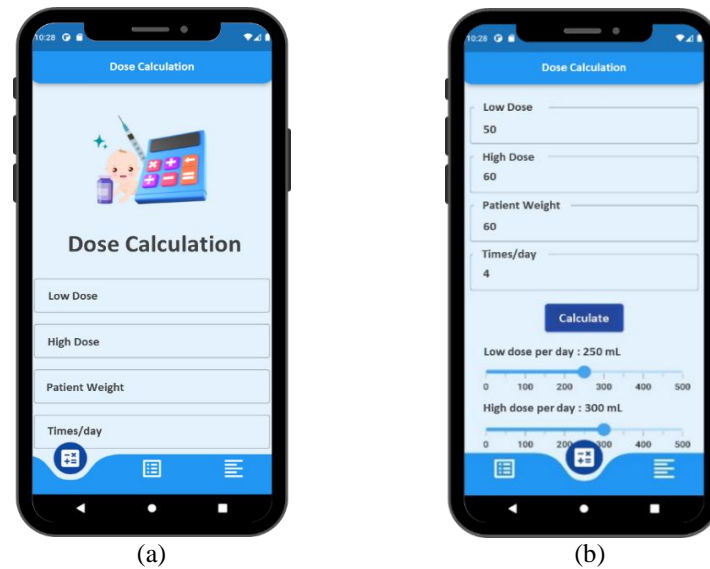 10:28
Dose Calculation
Dose Calculation
Low Dose
High Dose
Patient Weight
Times/day
(a)
10:28
Dose Calculation
Low Dose
50
High Dose
60
Patient Weight
60
Times/day
4
Calculate
Low dose per day : 250 mL
0 100 200 300 400 500
High dose per day : 300 mL
0 100 200 300 400 500
(b)